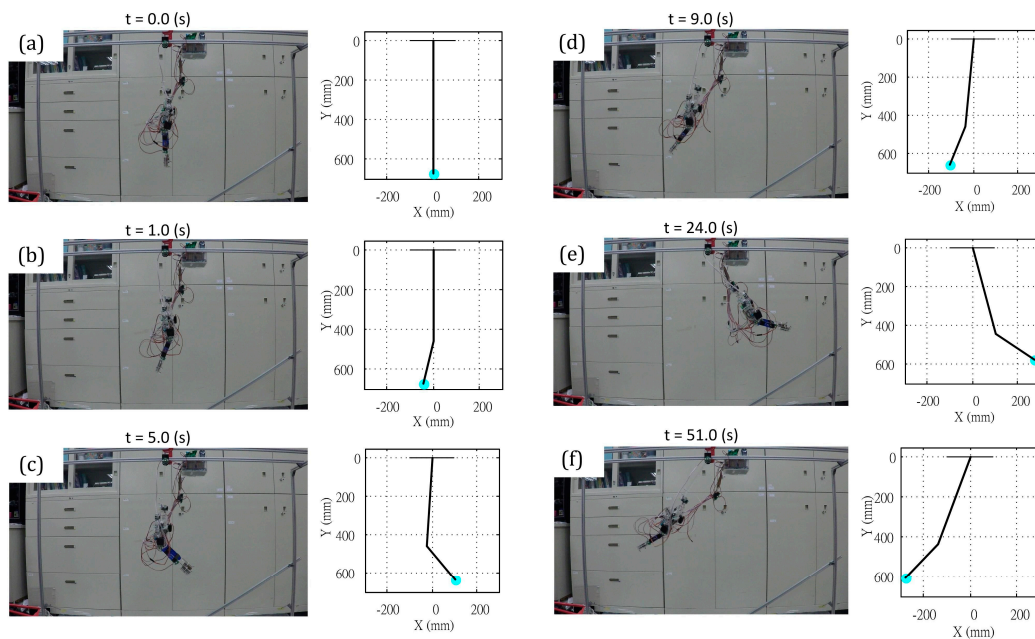 (a)
t = 0.0 (s)
0
200
400
600
Y (mm)
-200 0 200
X (mm)
(b)
t = 1.0 (s)
0
200
400
600
Y (mm)
-200 0 200
X (mm)
(c)
t = 5.0 (s)
0
200
400
600
Y (mm)
-200 0 200
X (mm)
(d)
t = 9.0 (s)
0
200
400
600
Y (mm)
-200 0 200
X (mm)
(e)
t = 24.0 (s)
0
200
400
600
Y (mm)
-200 0 200
X (mm)
(f)
t = 51.0 (s)
0
200
400
600
Y (mm)
-200 0 200
X (mm)